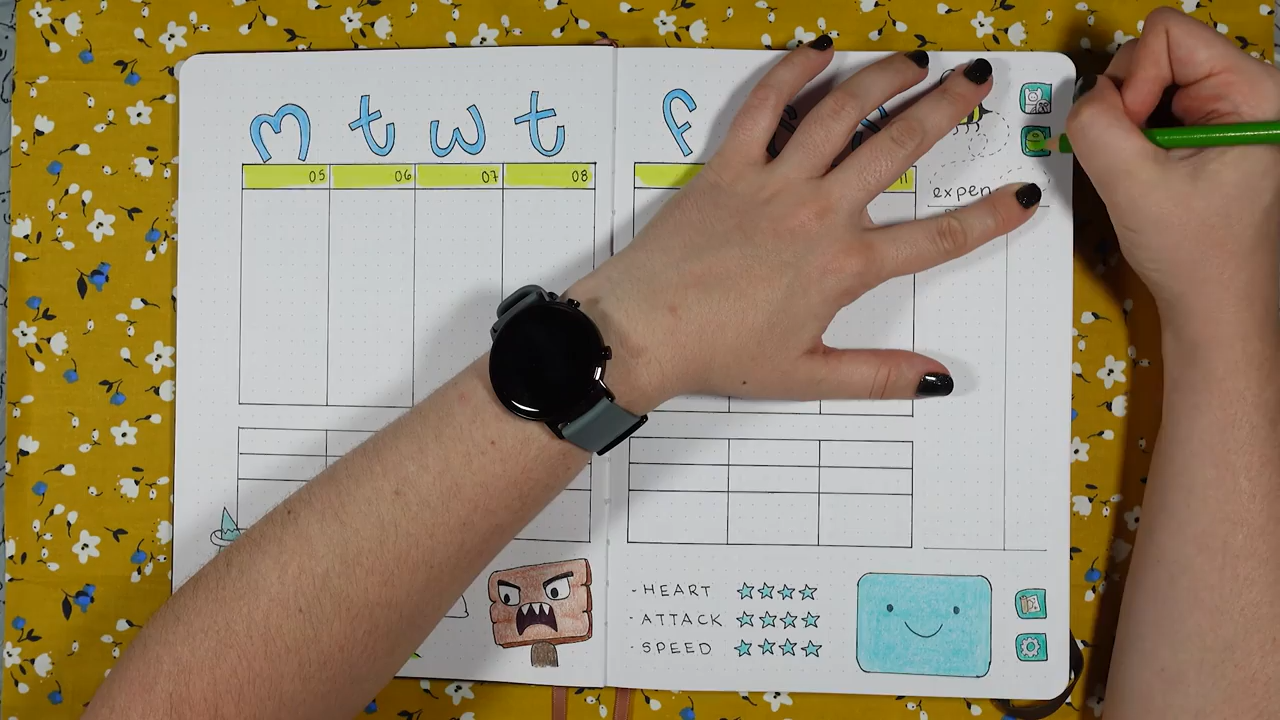 m t w t f
05 06 07 08 11
expen
- HEART
- ATTACK
- SPEED